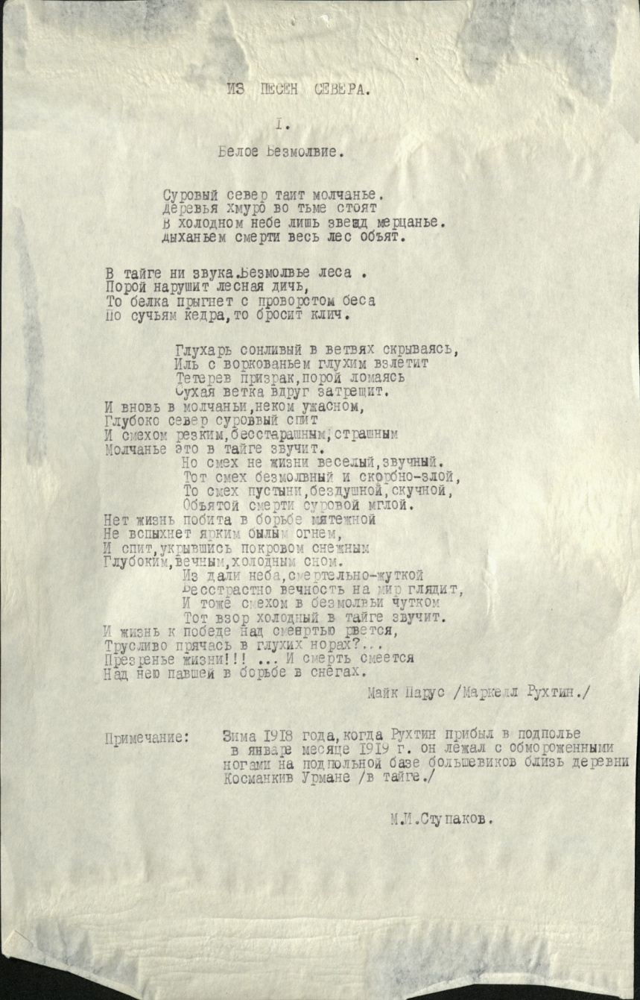 ИЗ ПЕСЕН СЕВЕРА.
I.
Белое Безмолвие.
Суровый север таит молчанье.
Деревья хмуро во тьме стоят
В холодном небе лишь звезд мерцанье.
Дыханьем смерти весь лес объят.
В тайге ни звука.Безмолвье леса .
Порой нарушит лесная дичь,
То белка прыгнет с проворстом беса
По сучьям кедра,то бросит клич.
Глухарь сонливый в ветвях скрываясь,
Иль с воркованьем глухим взлетит
Тетерев призрак,порой ломаясь
Сухая ветка вдруг затрещит.
И вновь в молчаньи,неком ужасном,
Глубоко север суроввый спит
И смехом резким,бесстарашным,страшным
Молчанье это в тайге звучит.
Но смех не жизни веселый,звучный.
Тот смех безмолвный и скорбно-злой,
То смех пустыни,бездушной,скучной,
Объятой смерти суровой мглой.
Нет жизнь побита в борьбе мятежной
Не вспыхнет ярким былым огнем,
И спит,укрывшись покровом снежным
Глубоким,вечным,холодным сном.
Из дали неба,смертельно-жуткой
Бесстрастно вечность на мир глядит,
И тоже смехом в безмолвьи чутком
Тот взор холодный в тайге звучит.
И жизнь к победе над сменртью рвется,
Трусливо прячась в глухих норах?...
Презренье жизни!!! ... И смерть смеется
Над нею павшей в борьбе в снегах.
Майк Парус /Маркелл Рухтин./
Примечание: Зима 1918 года,когда Рухтин прибыл в подполье
в январе месяце 1919 г. он лежал с обмороженными
ногами на подпольной базе большевиков близь деревни
Косманкив Урмане /в тайге./
М.И.Ступаков.